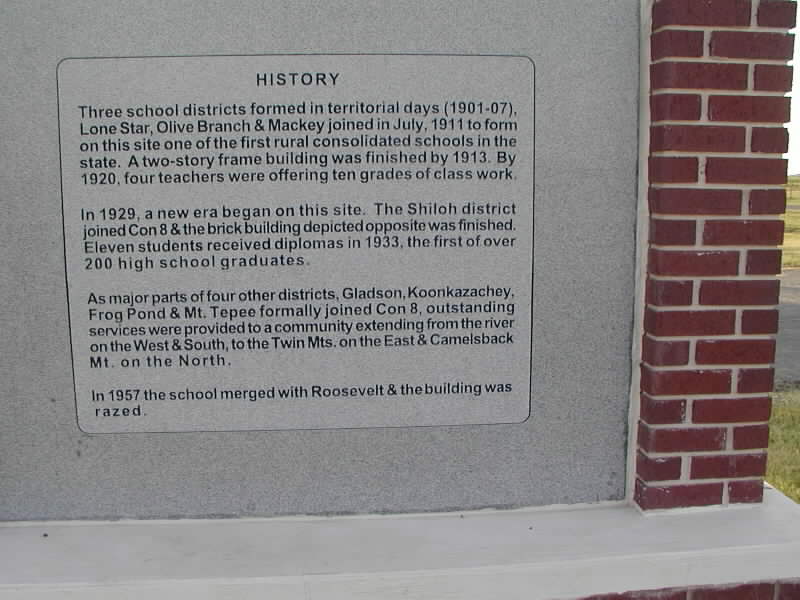 HISTORY
Three school districts formed in territorial days (1901-07),
Lone Star, Olive Branch & Mackey joined in July, 1911 to form
on this site one of the first rural consolidated schools in the
state. A two-story frame building was finished by 1913. By
1920, four teachers were offering ten grades of class work.
In 1929, a new era began on this site. The Shiloh district
joined Con 8 & the brick building depicted opposite was finished.
Eleven students received diplomas in 1933, the first of over
200 high school graduates.
As major parts of four other districts, Gladson, Koonkazachey,
Frog Pond & Mt. Tepee formally joined Con 8, outstanding
services were provided to a community extending from the river
on the West & South, to the Twin Mts. on the East & Camelsback
Mt. on the North.
In 1957 the school merged with Roosevelt & the building was
razed.